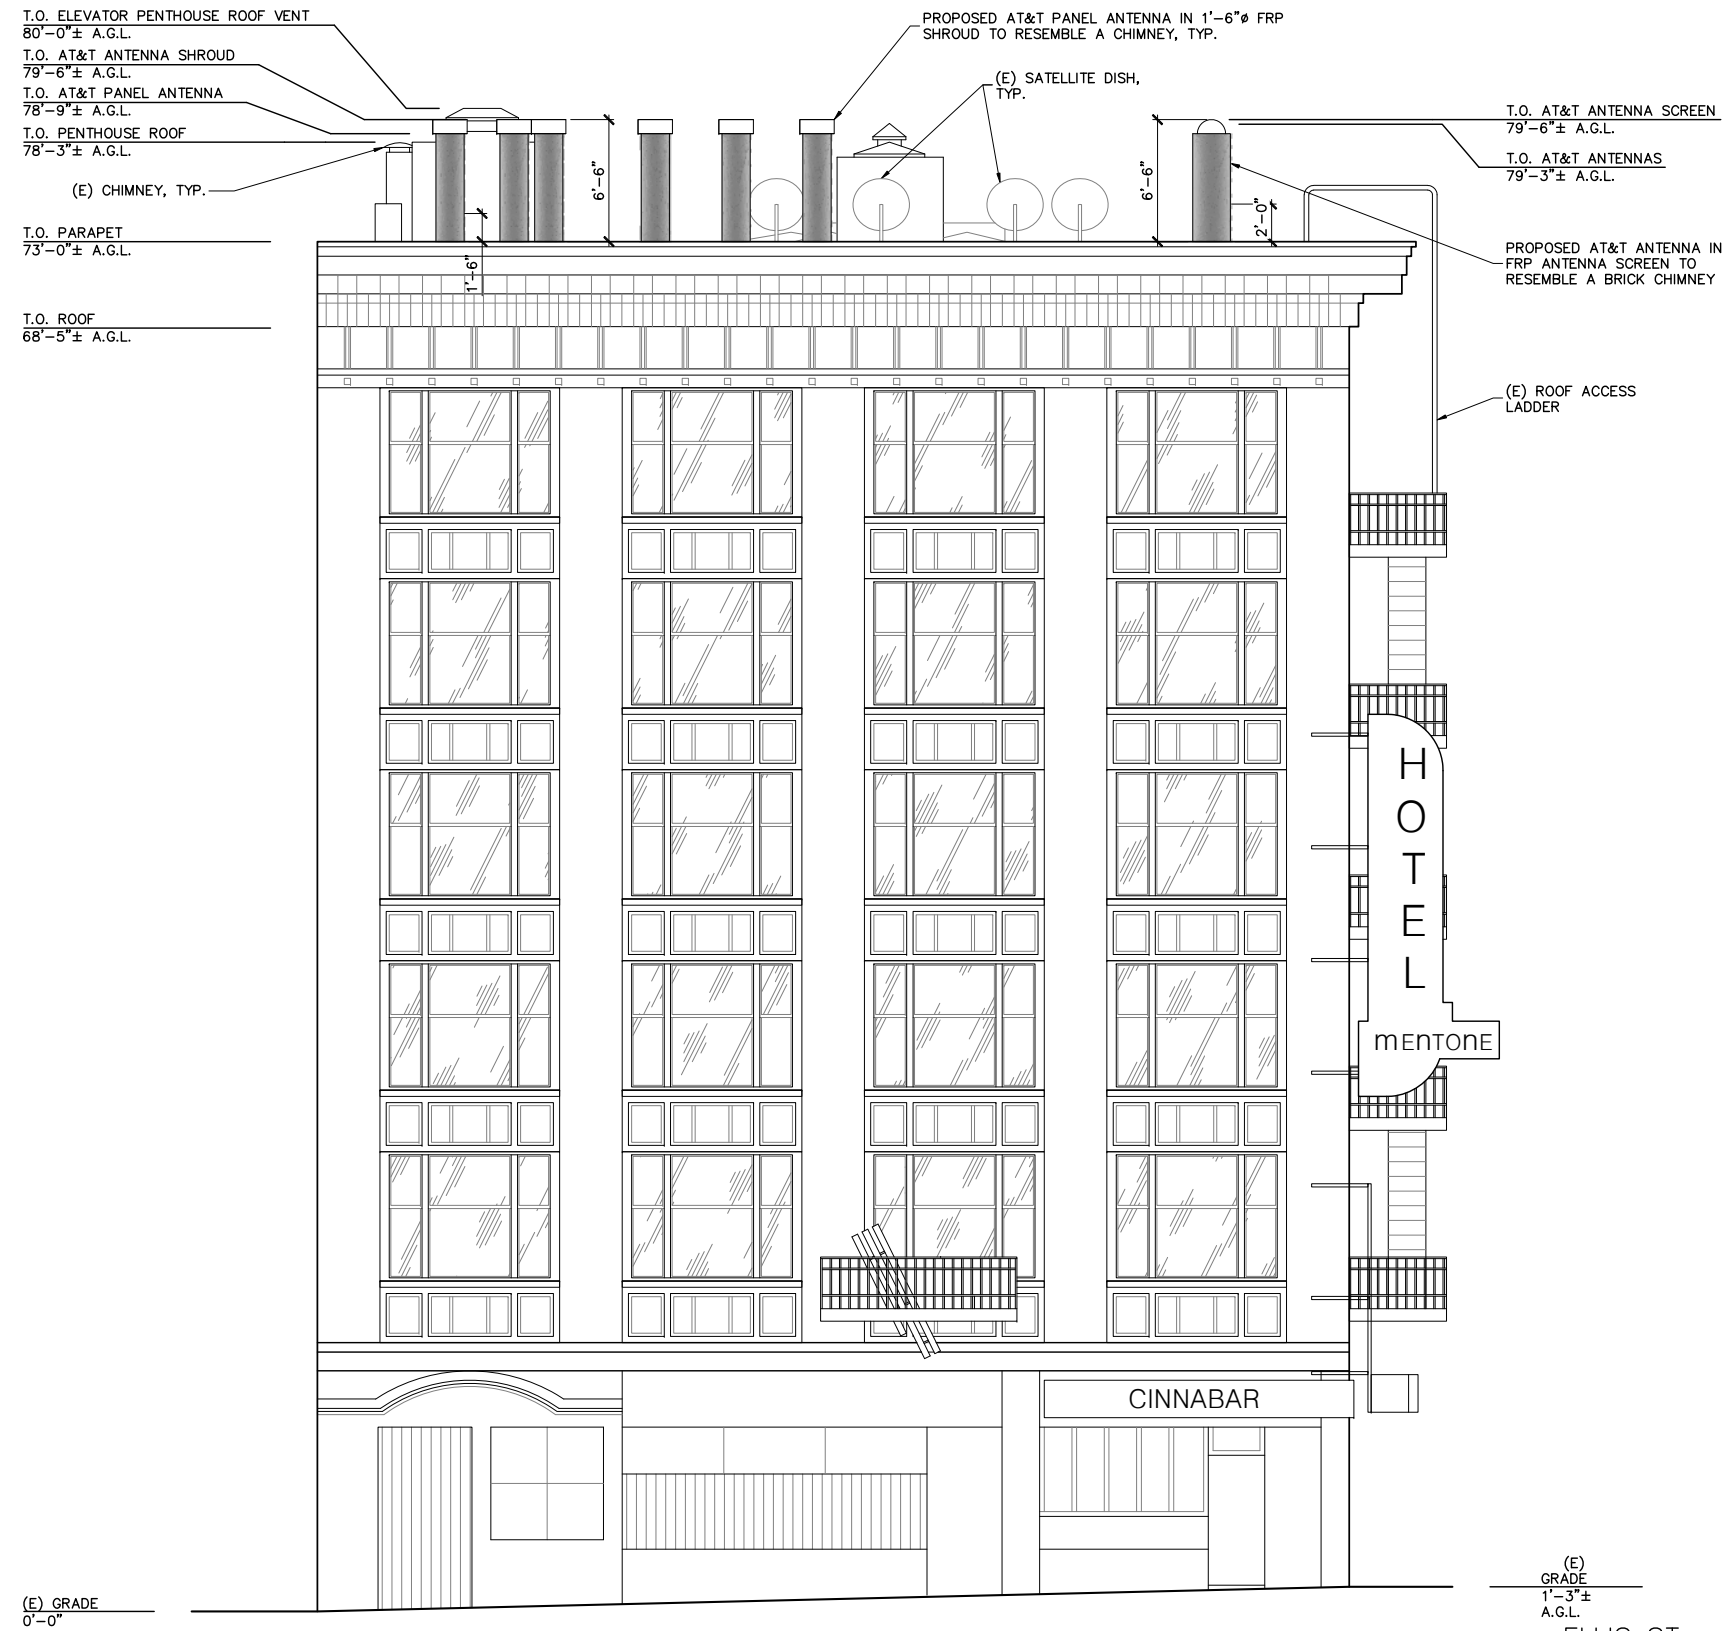 T.O. ELEVATOR PENTHOUSE ROOF VENT
80'-0"± A.G.L.
T.O. AT&T ANTENNA SHROUD
79'-6"± A.G.L.
T.O. AT&T PANEL ANTENNA
78'-9"± A.G.L.
T.O. PENTHOUSE ROOF
78'-3"± A.G.L.
(E) CHIMNEY, TYP.
T.O. PARAPET
73'-0"± A.G.L.
T.O. ROOF
68'-5"± A.G.L.
PROPOSED AT&T PANEL ANTENNA IN 1'-6"ø FRP
SHROUD TO RESEMBLE A CHIMNEY, TYP.
(E) SATELLITE DISH,
TYP.
6'-6"
1'-6"
6'-6"
2'-0"
T.O. AT&T ANTENNA SCREEN
79'-6"± A.G.L.
T.O. AT&T ANTENNAS
79'-3"± A.G.L.
PROPOSED AT&T ANTENNA IN
FRP ANTENNA SCREEN TO
RESEMBLE A BRICK CHIMNEY
(E) ROOF ACCESS
LADDER
H
O
T
E
L
mEnTOnE
CINNABAR
(E) GRADE
0'-0"
(E)
GRADE
1'-3"±
A.G.L.